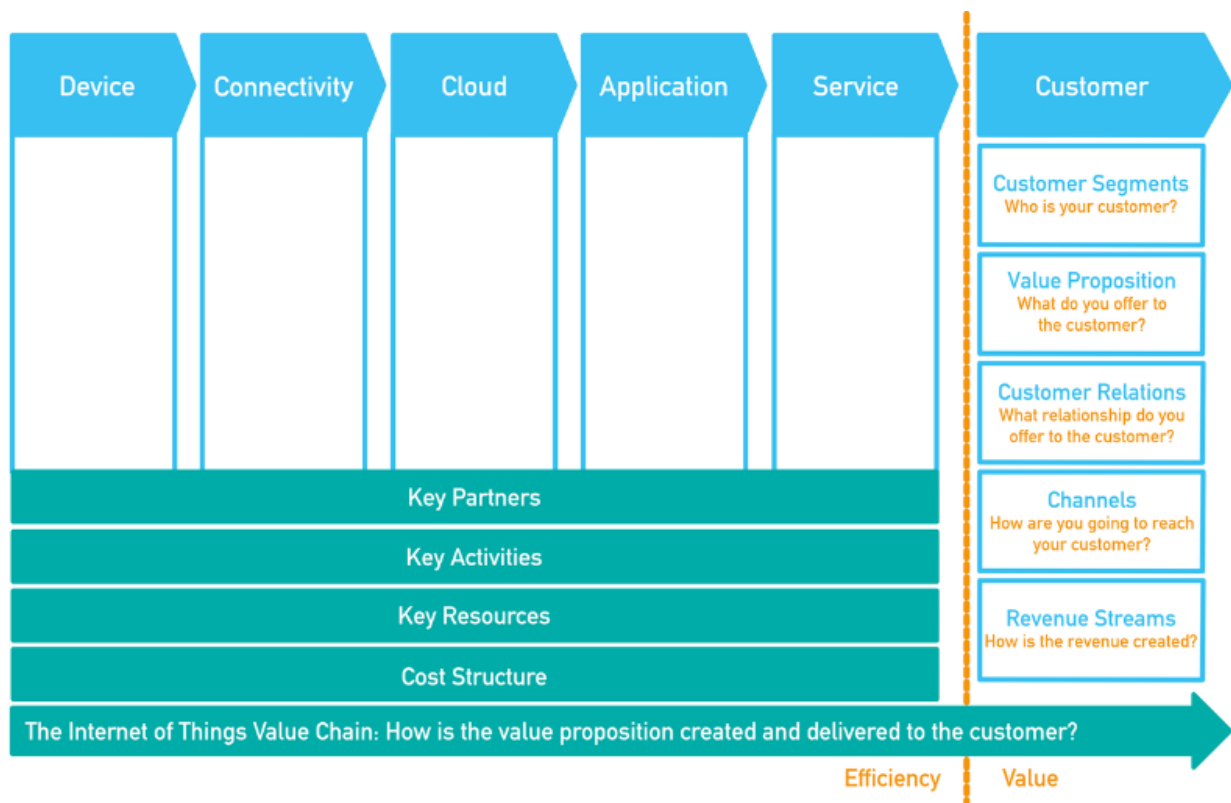 Device
Connectivity
Cloud
Application
Service
Customer
Customer Segments
Who is your customer?
Value Proposition
What do you offer to
the customer?
Customer Relations
What relationship do you
offer to the customer?
Channels
How are you going to reach
your customer?
Revenue Streams
How is the revenue created?
Key Partners
Key Activities
Key Resources
Cost Structure
The Internet of Things Value Chain: How is the value proposition created and delivered to the customer?
Efficiency
Value